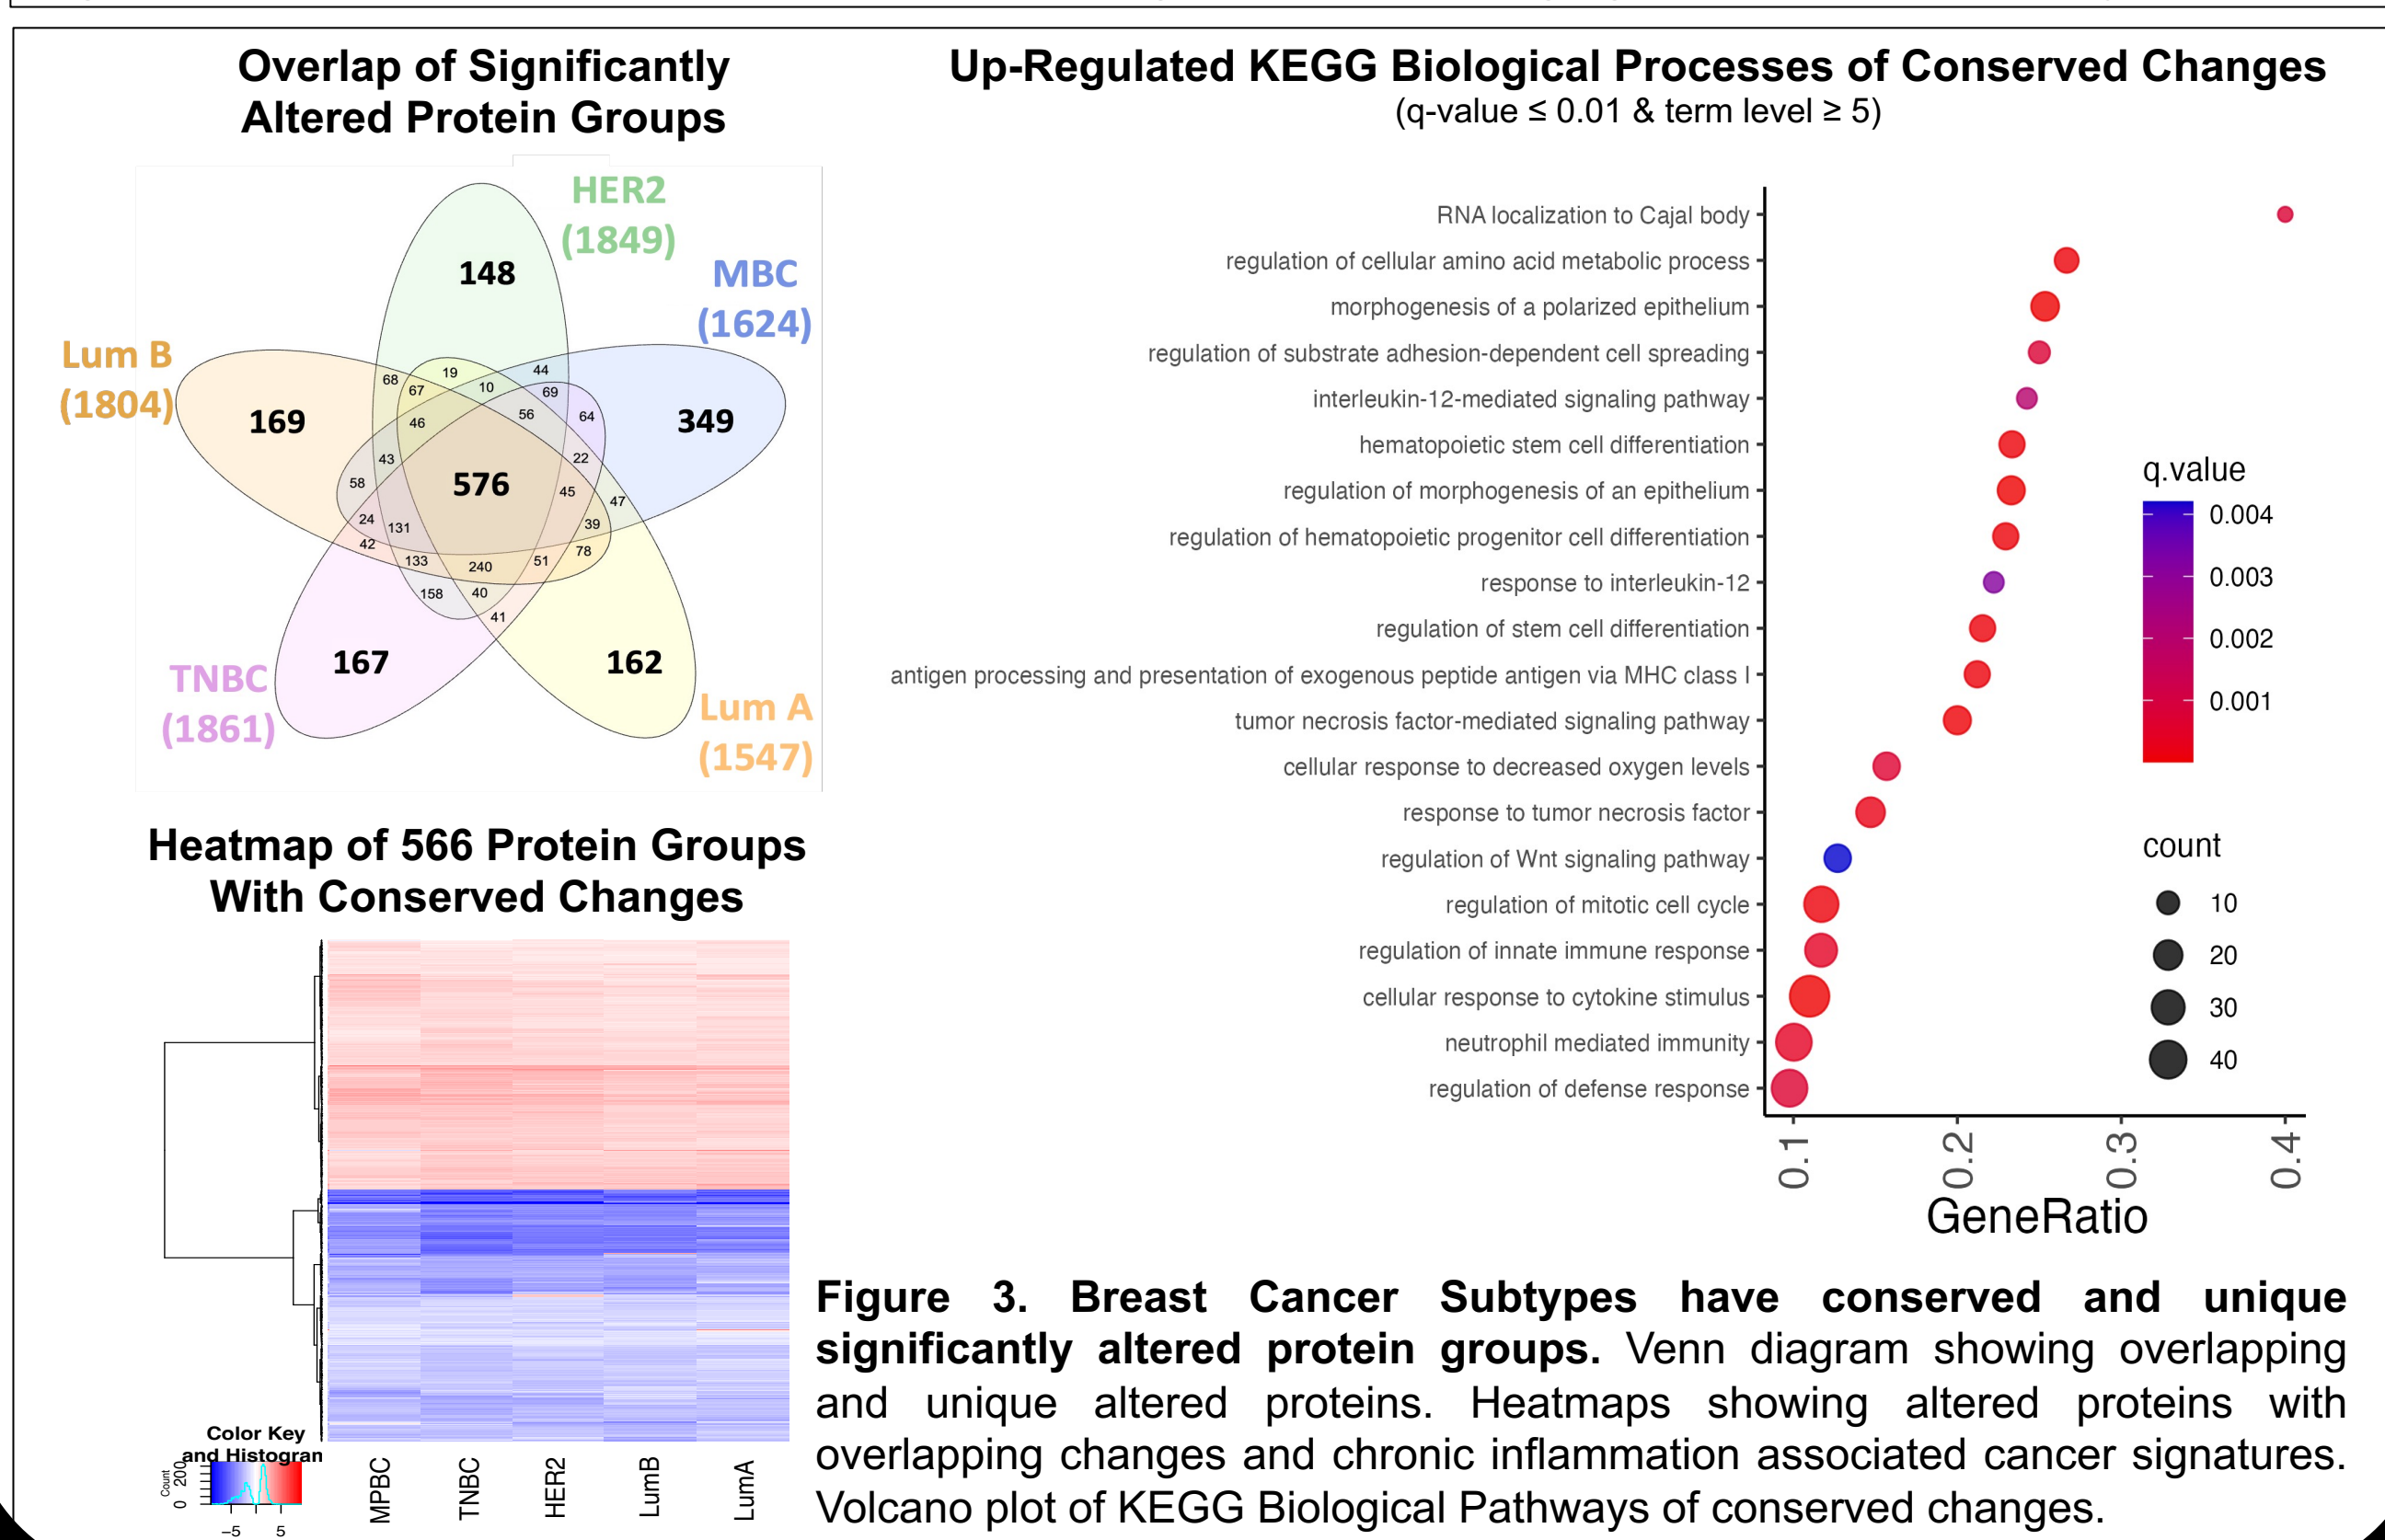 Overlap of Significantly
Altered Protein Groups
HER2
(1849)
MBC
(1624)
Lum B
(1804)
TNBC
(1861)
Lum A
(1547)
148
349
169
167
162
576
68
67
19
10
44
69
56
64
46
43
22
58
45
47
24
131
39
42
78
133
240
51
158
40
41
Heatmap of 566 Protein Groups
With Conserved Changes
Color Key
and Histogran
Count
0 200
−5 5
MPBC
TNBC
HER2
LumB
LumA
Up-Regulated KEGG Biological Processes of Conserved Changes
(q-value ≤ 0.01 & term level ≥ 5)
RNA localization to Cajal body
regulation of cellular amino acid metabolic process
morphogenesis of a polarized epithelium
regulation of substrate adhesion-dependent cell spreading
interleukin-12-mediated signaling pathway
hematopoietic stem cell differentiation
regulation of morphogenesis of an epithelium
regulation of hematopoietic progenitor cell differentiation
response to interleukin-12
regulation of stem cell differentiation
antigen processing and presentation of exogenous peptide antigen via MHC class I
tumor necrosis factor-mediated signaling pathway
cellular response to decreased oxygen levels
response to tumor necrosis factor
regulation of Wnt signaling pathway
regulation of mitotic cell cycle
regulation of innate immune response
cellular response to cytokine stimulus
neutrophil mediated immunity
regulation of defense response
0.1
0.2
0.3
0.4
GeneRatio
q.value
0.004
0.003
0.002
0.001
count
10
20
30
40
Figure 3. Breast Cancer Subtypes have conserved and unique
significantly altered protein groups. Venn diagram showing overlapping
and unique altered proteins. Heatmaps showing altered proteins with
overlapping changes and chronic inflammation associated cancer signatures.
Volcano plot of KEGG Biological Pathways of conserved changes.